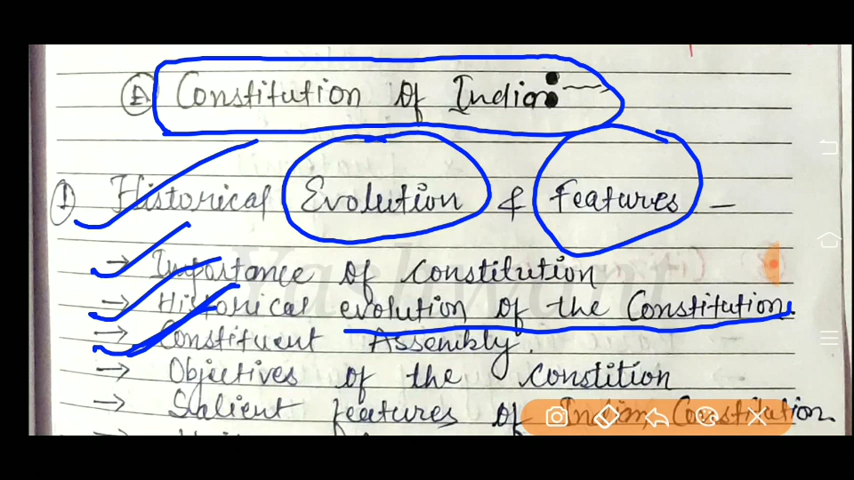 A Constitution of Indian:
I Historical Evolution & features -
→ Importance of constitution
→ Historical evolution of the Constitution.
→ Constituent Assembly.
→ Objectives of the constition
→ Salient features of Indian Constitution